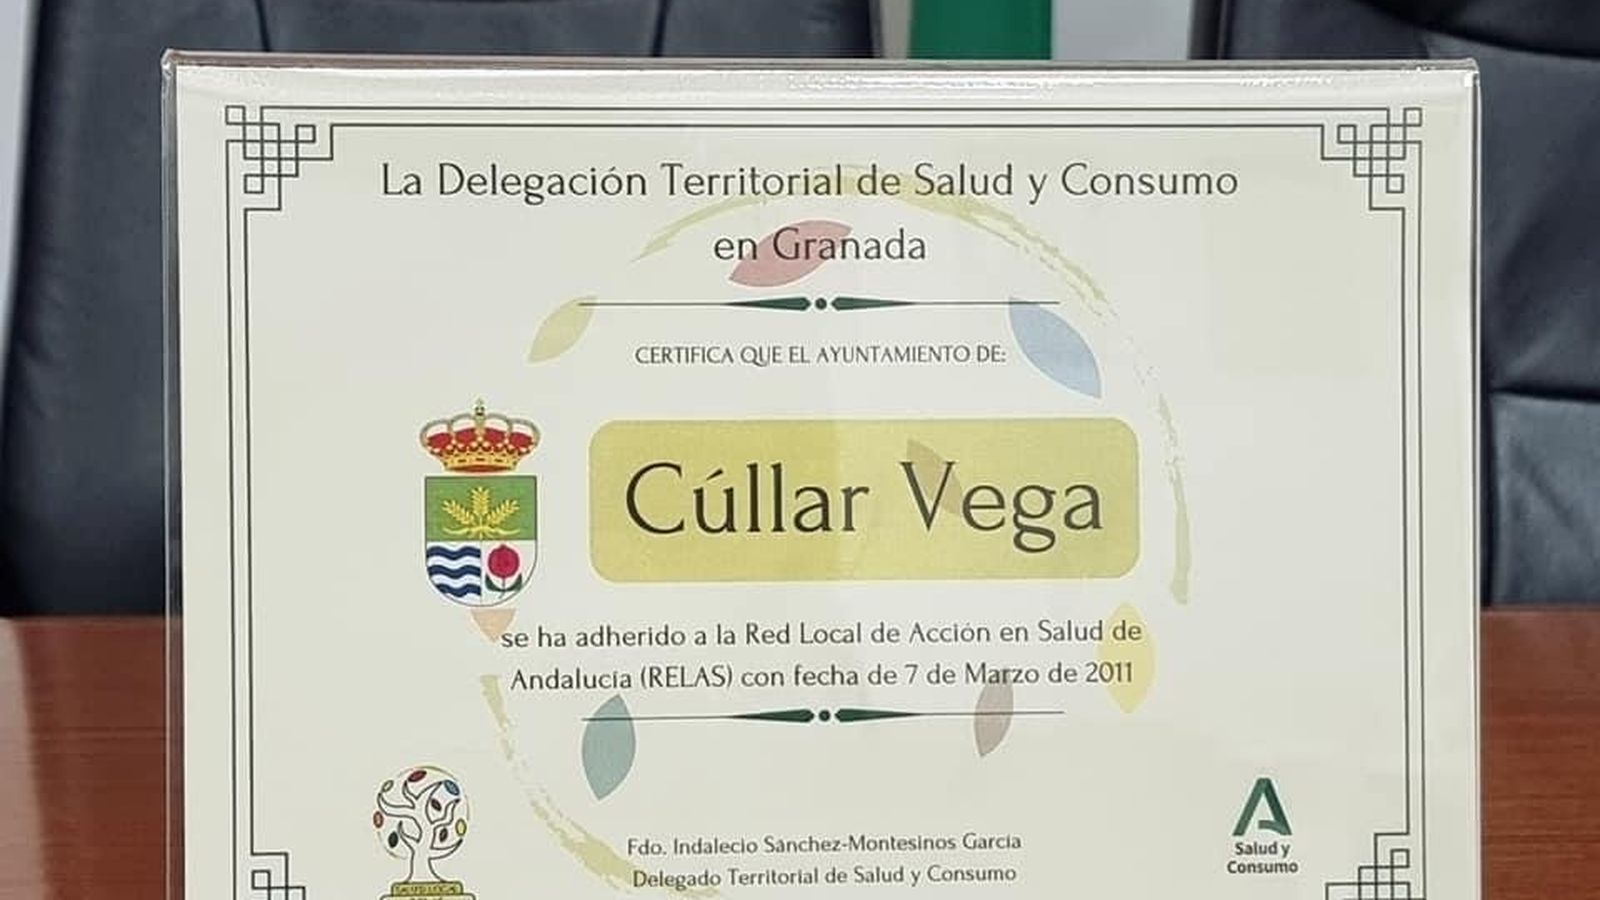 La Delegación Territorial de Salud y Consumo
en Granada
CERTIFICA QUE EL AYUNTAMIENTO DE:
Cúllar Vega
se ha adherido a la Red Local de Acción en Salud de
Andalucía (RELAS) con fecha de 7 de Marzo de 2011
Fdo. Indalecio Sánchez-Montesinos García
Delegado Territorial de Salud y Consumo
Salud y
Consumo